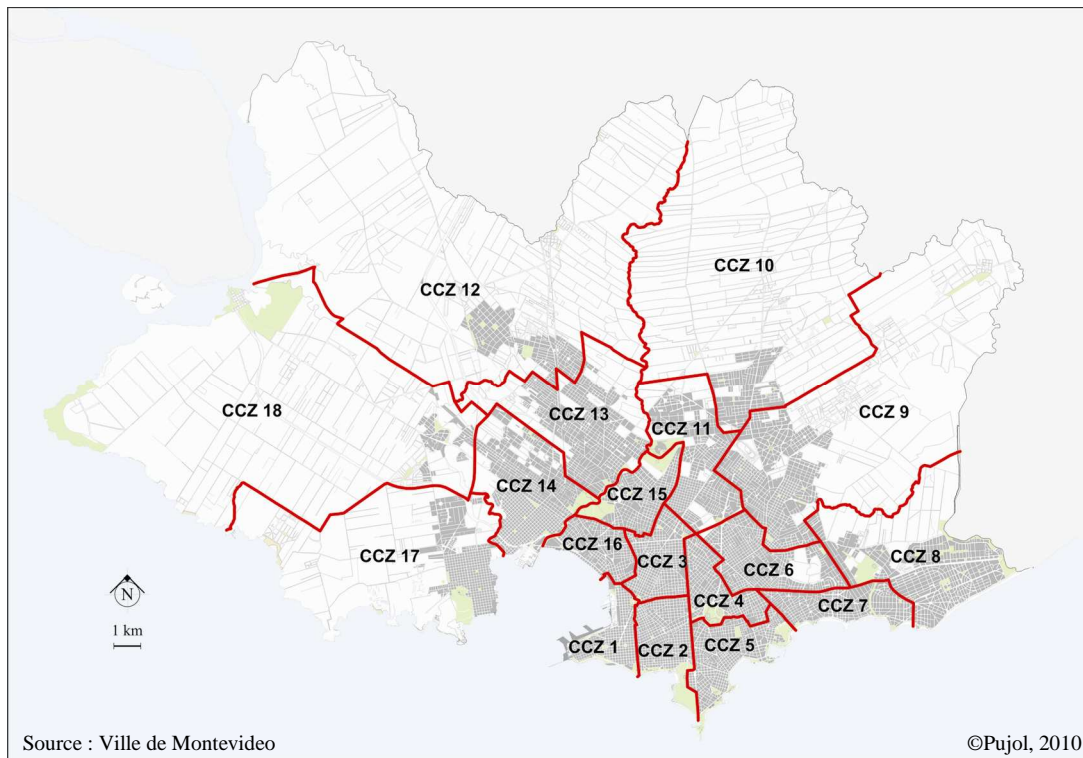 CCZ 10
CCZ 12
CCZ 18
CCZ 13
CCZ 11
CCZ 9
CCZ 14
CCZ 15
CCZ 17
CCZ 16
CCZ 3
CCZ 6
CCZ 8
CCZ 4
CCZ 7
CCZ 1
CCZ 2
CCZ 5
N
1 km
Source : Ville de Montevideo
©Pujol, 2010